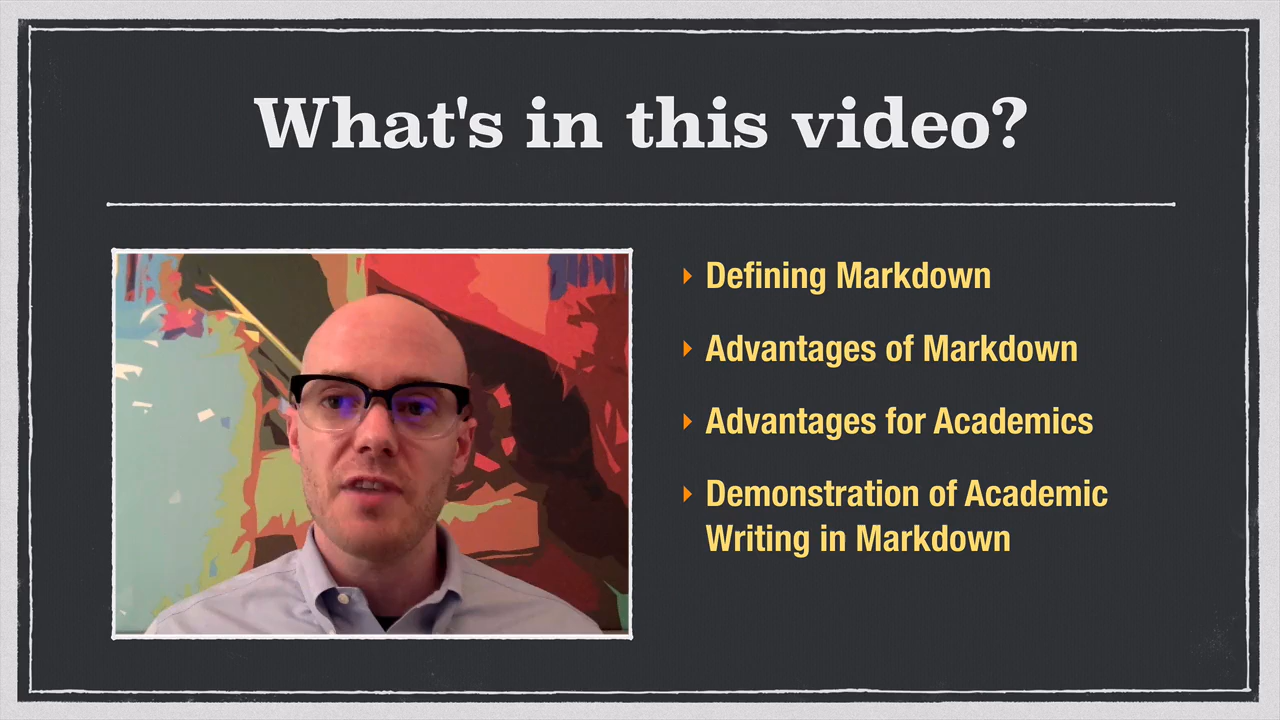 What's in this video?
Defining Markdown
Advantages of Markdown
Advantages for Academics
Demonstration of Academic
Writing in Markdown